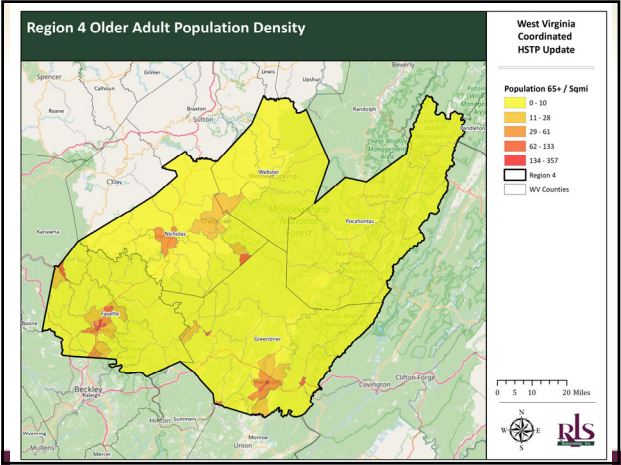 Region 4 Older Adult Population Density
West Virginia
Coordinated
HSTP Update
Population 65+ / Sqmi
0 - 10
11 - 28
29 - 61
62 - 133
134 - 357
Region 4
WV Counties
Spencer
Calhoun
Gilmer
Lewis
Upshur
Beverly
Roane
Braxton
Sutton
Randolph
Pendleton
Clay
Webster
Pocahontas
Monongahela
National
Forest
Kanawha
Nicholas
Fayette
Boone
Greenbrier
Beckley
Raleigh
Covington
Clifton Forge
Hinton
Summers
Monroe
Union
Wyoming
Mullens
Mercer
0 5 10 20 Miles
N
W E
S
rls